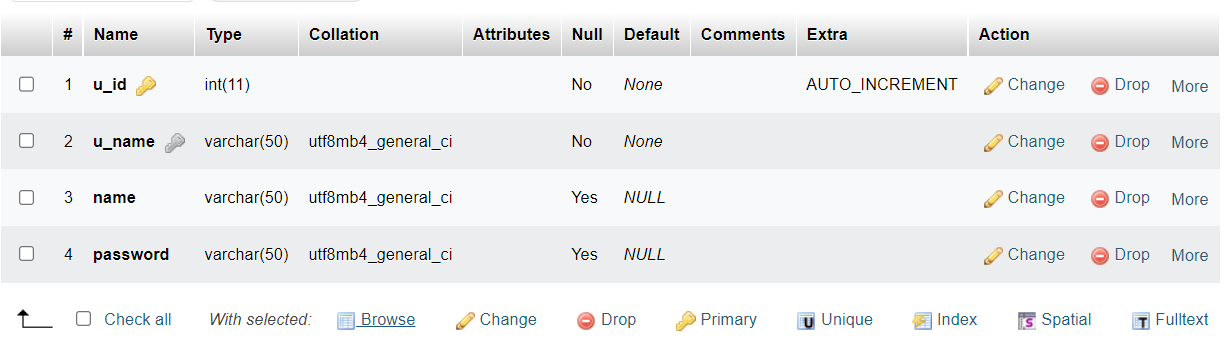 # Name Type Collation Attributes Null Default Comments Extra Action
1 u_id int(11) No None AUTO_INCREMENT Change Drop More
2 u_name varchar(50) utf8mb4_general_ci No None Change Drop More
3 name varchar(50) utf8mb4_general_ci Yes NULL Change Drop More
4 password varchar(50) utf8mb4_general_ci Yes NULL Change Drop More
Check all With selected: Browse Change Drop Primary U Unique Index S Spatial T Fulltext